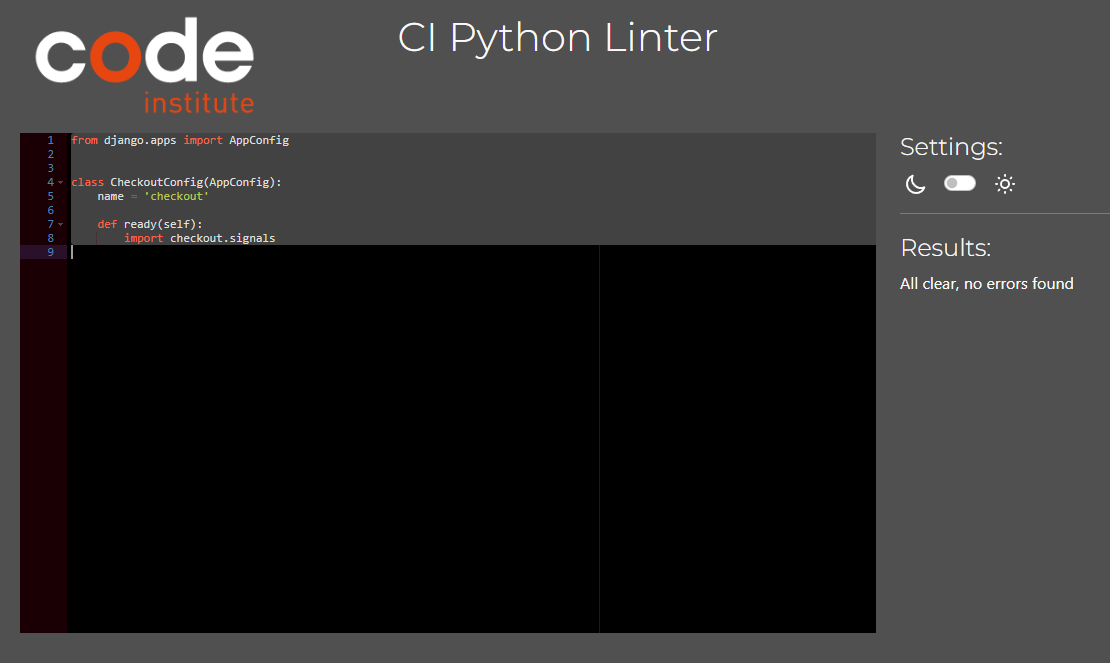 code
institute
CI Python Linter
1 from django.apps import AppConfig
2
3
4 class CheckoutConfig(AppConfig):
5     name = 'checkout'
6
7     def ready(self):
8         import checkout.signals
9
Settings:
Results:
All clear, no errors found